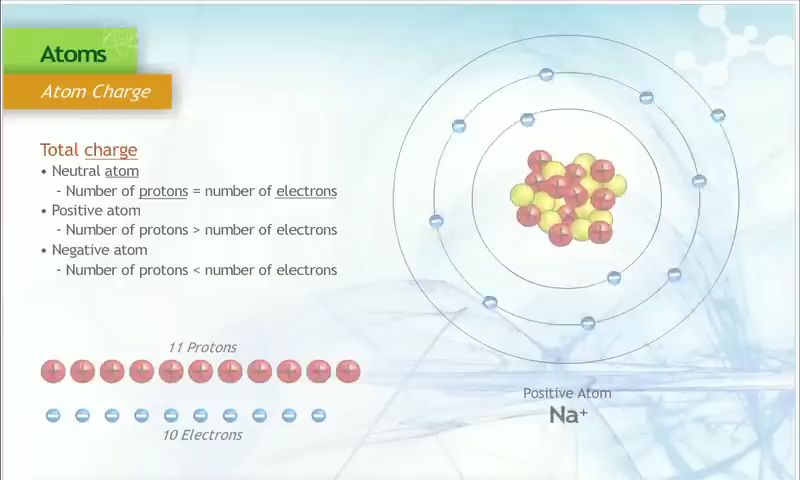 Atoms
Atom Charge
Total charge
• Neutral atom
- Number of protons = number of electrons
• Positive atom
- Number of protons > number of electrons
• Negative atom
- Number of protons < number of electrons
11 Protons
10 Electrons
Positive Atom
Na⁺